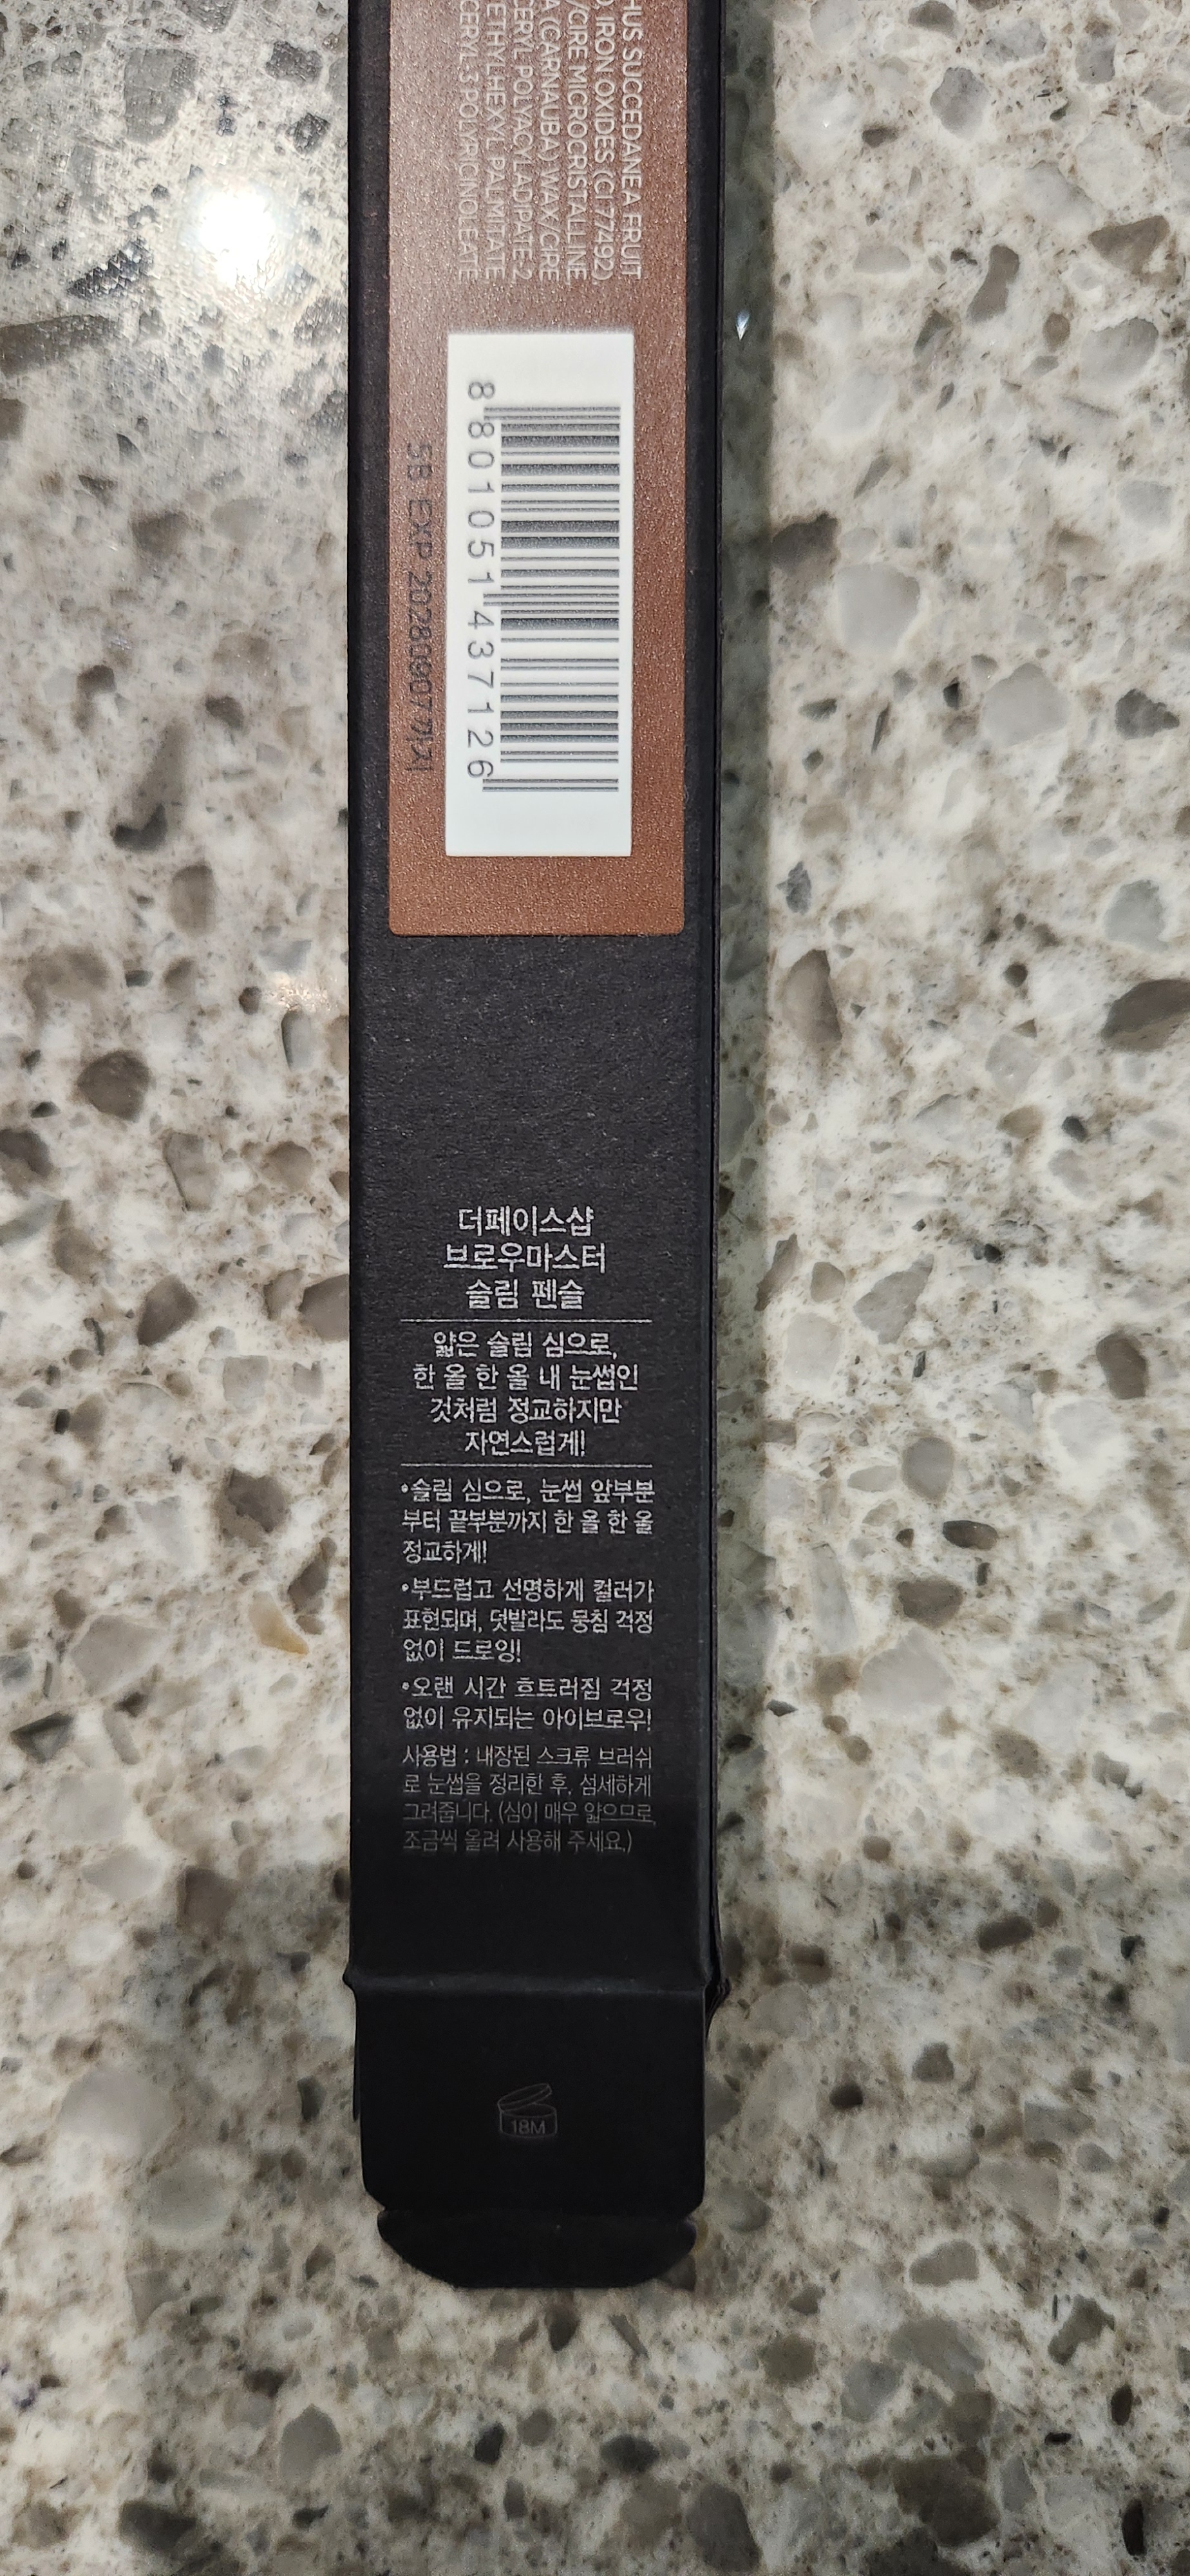 HUS SUCCEDANEA FRUIT
IRON OXIDES (CI 77492),
/CIRE MICROCRISTALLINE,
A (CARNAUBA) WAX/CIRE
CERYL POLYACYLADIPATE-2
ETHYLHEXYL PALMITATE
CERYL-3 POLYRICINOLEATE
8801051437126
5B EXP 20280907까지
더페이스샵
브로우마스터
슬림 펜슬
얇은 슬림 심으로,
한 올 한 올 내 눈썹인
것처럼 정교하지만
자연스럽게!
•슬림 심으로, 눈썹 앞부분
부터 끝부분까지 한 올 한 올
정교하게!
•부드럽고 선명하게 컬러가
표현되며, 덧발라도 뭉침 걱정
없이 드로잉!
•오랜 시간 흐트러짐 걱정
없이 유지되는 아이브로우!
사용법 : 내장된 스크류 브러쉬
로 눈썹을 정리한 후, 섬세하게
그려줍니다. (심이 매우 얇으므로,
조금씩 올려 사용해 주세요.)
18M